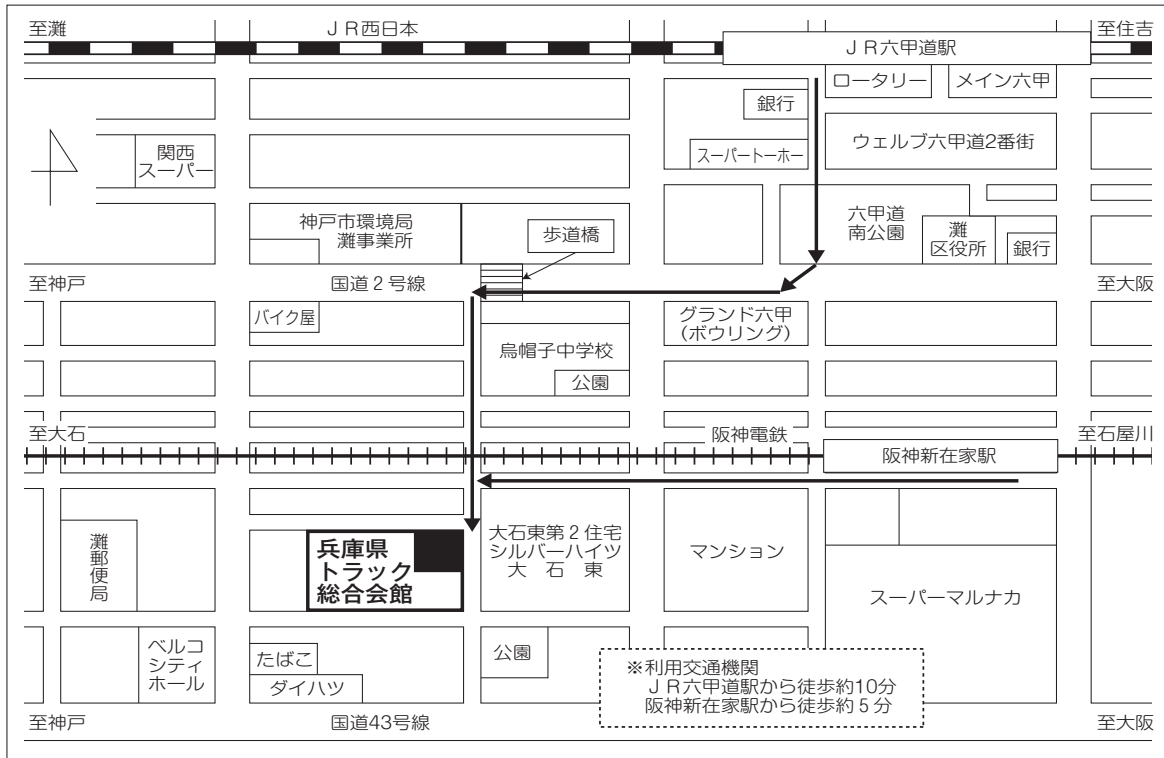 至灘
ＪＲ西日本
至住吉
ＪＲ六甲道駅
ロータリー
メイン六甲
銀行
スーパートーホー
ウェルブ六甲道2番街
関西
スーパー
神戸市環境局
灘事業所
歩道橋
六甲道
南公園
灘
区役所
銀行
至神戸
国道２号線
至大阪
バイク屋
グランド六甲
（ボウリング）
烏帽子中学校
公園
至大石
阪神電鉄
至石屋川
阪神新在家駅
灘郵便局
兵庫県
トラック
総合会館
大石東第２住宅
シルバーハイツ
大　石　東
マンション
スーパーマルナカ
ベルコ
シティ
ホール
たばこ
ダイハツ
公園
※利用交通機関
ＪＲ六甲道駅から徒歩約10分
阪神新在家駅から徒歩約５分
至神戸
国道43号線
至大阪